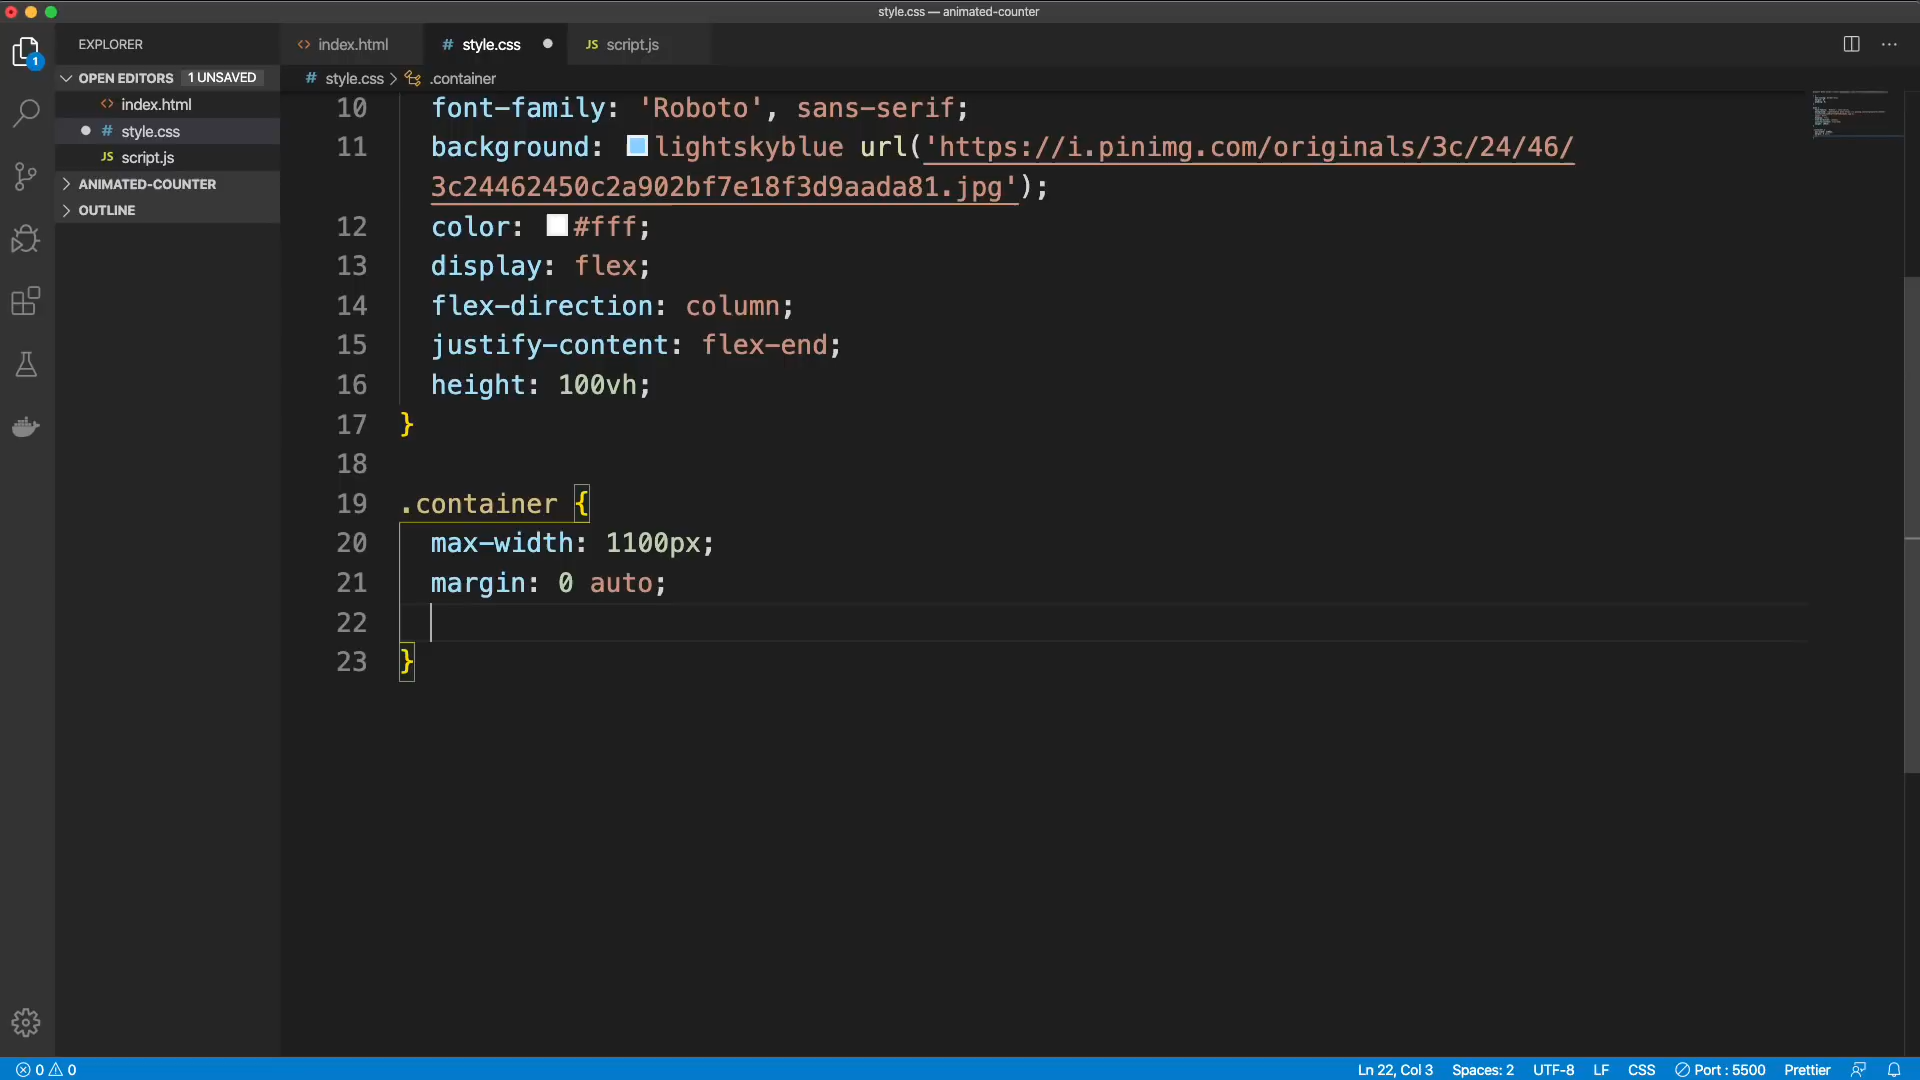 style.css — animated-counter
EXPLORER
index.html
# style.css
JS script.js
OPEN EDITORS 1 UNSAVED
# style.css > .container
index.html
# style.css
JS script.js
ANIMATED-COUNTER
OUTLINE
1
10 font-family: 'Roboto', sans-serif;
11 background: lightskyblue url('https://i.pinimg.com/originals/3c/24/46/
3c24462450c2a902bf7e18f3d9aada81.jpg');
12 color: #fff;
13 display: flex;
14 flex-direction: column;
15 justify-content: flex-end;
16 height: 100vh;
17 }
18
19 .container {
20 max-width: 1100px;
21 margin: 0 auto;
22
23 }
0 0
Ln 22, Col 3 Spaces: 2 UTF-8 LF CSS Port : 5500 Prettier